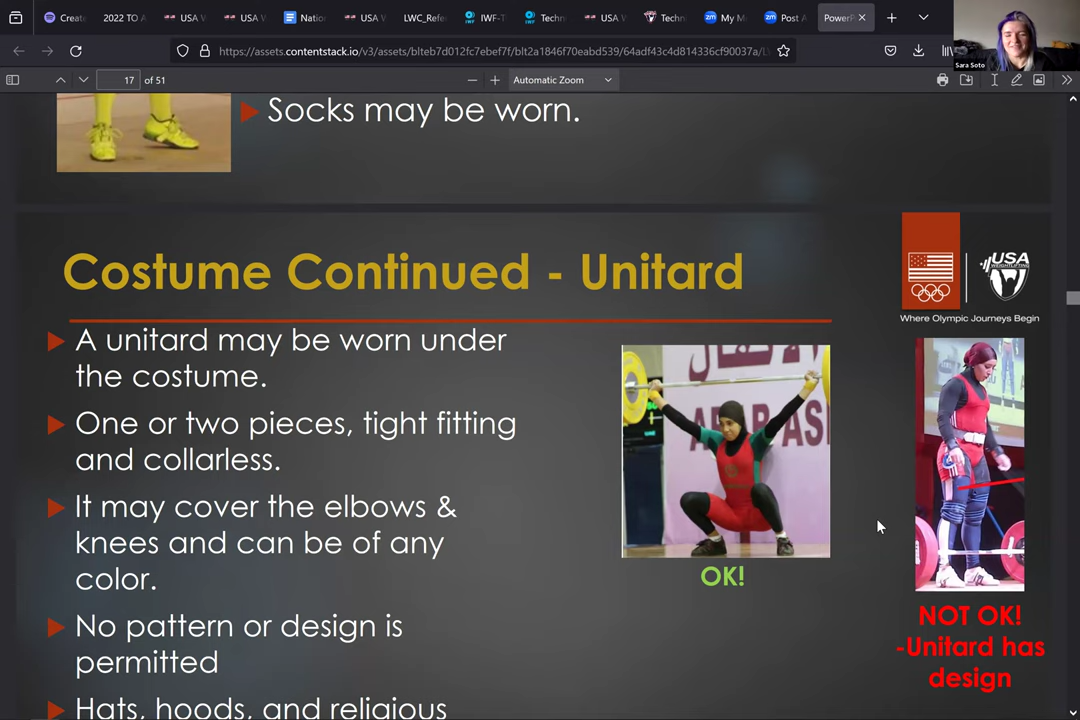 Create
2022 TO A
USA W
USA W
Natio
USA W
LWC_Refe
IWF-T
Techn
USA W
Techn
My M
Post A
PowerP
Sara Soto
https://assets.contentstack.io/v3/assets/blteb7d012fc7ebef7f/blt2a1846f70eabd539/64adf43c4d814336cf90037a/L
17 of 51
Automatic Zoom
Socks may be worn.
Costume Continued - Unitard
USA
WEIGHTLIFTING
Where Olympic Journeys Begin
A unitard may be worn under
the costume.
One or two pieces, tight fitting
and collarless.
It may cover the elbows &
knees and can be of any
color.
No pattern or design is
permitted
Hats, hoods, and religious
OK!
NOT OK!
-Unitard has
design